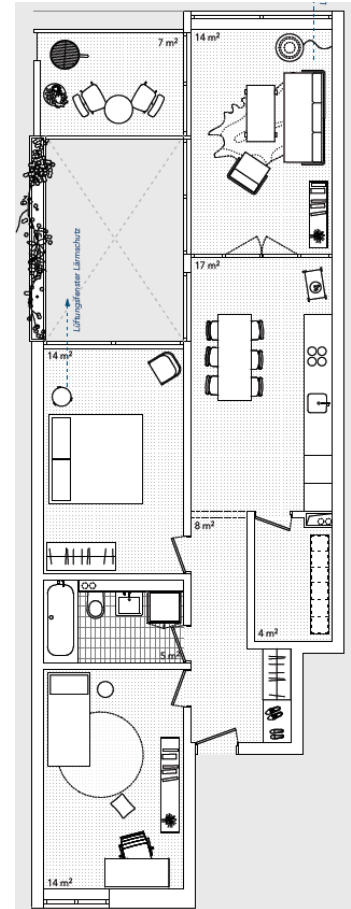 7 m²
14 m²
Lüftungsfenster Lärmschutz
17 m²
14 m²
8 m²
4 m²
5 m²
14 m²